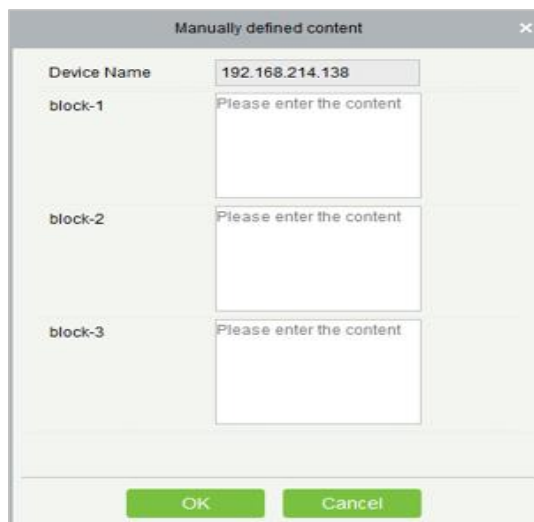 Manually defined content ×
Device Name 192.168.214.138
block-1 Please enter the content
block-2 Please enter the content
block-3 Please enter the content
OK Cancel